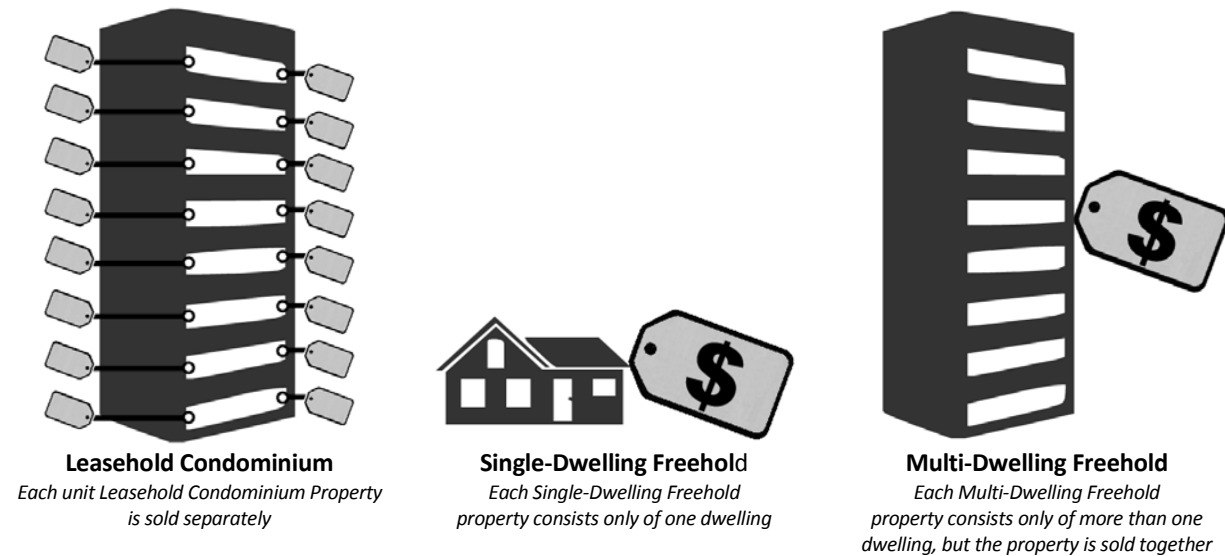 $
$
Leasehold Condominium
Each unit Leasehold Condominium Property
is sold separately
Single-Dwelling Freehold
Each Single-Dwelling Freehold
property consists only of one dwelling
Multi-Dwelling Freehold
Each Multi-Dwelling Freehold
property consists only of more than one
dwelling, but the property is sold together